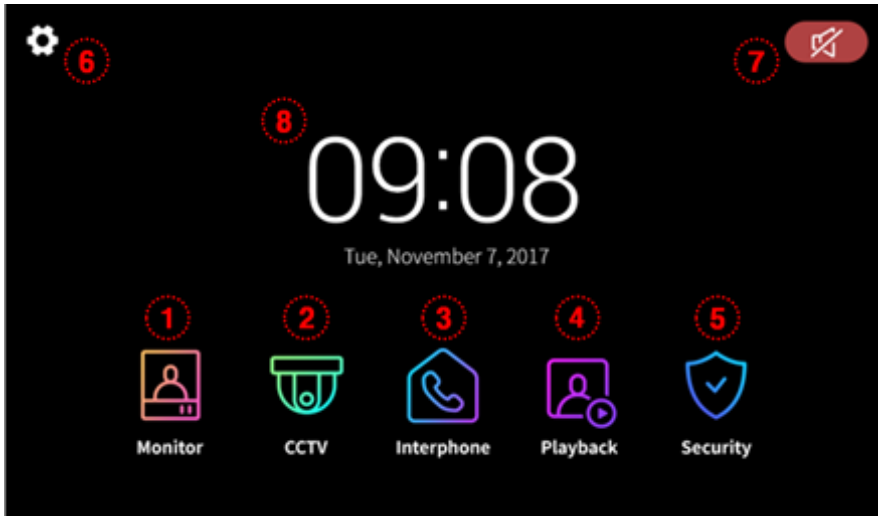 6
7
8
09:08
Tue, November 7, 2017
1 2 3 4 5
Monitor CCTV Interphone Playback Security